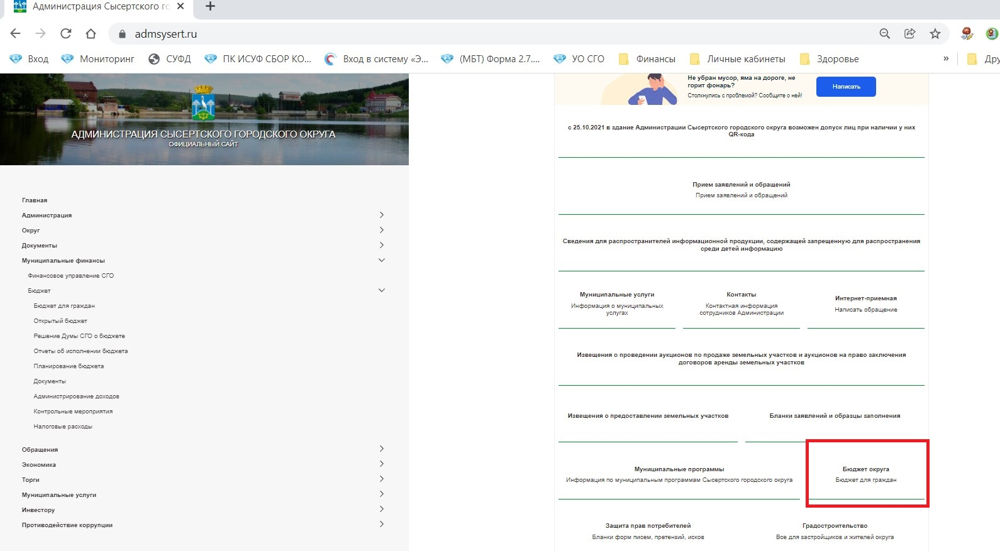 Администрация Сысертского го
admsysert.ru
Вход
Мониторинг
СУФД
ПК ИСУФ СБОР КО...
Вход в систему «Э...
(МБТ) Форма 2.7....
УО СГО
Финансы
Личные кабинеты
Здоровье
»
Дру
АДМИНИСТРАЦИЯ СЫСЕРТСКОГО ГОРОДСКОГО ОКРУГА
ОФИЦИАЛЬНЫЙ САЙТ
Главная
Администрация
Округ
Документы
Муниципальные финансы
Финансовое управление СГО
Бюджет
Бюджет для граждан
Открытый бюджет
Решение Думы СГО о бюджете
Отчеты об исполнении бюджета
Планирование бюджета
Документы
Администрирование доходов
Контрольные мероприятия
Налоговые расходы
Обращения
Экономика
Торги
Муниципальные услуги
Инвестору
Противодействие коррупции
Не убран мусор, яма на дороге, не
горит фонарь?
Столкнулись с проблемой? Сообщите о ней!
Написать
с 25.10.2021 в здание Администрации Сысертского городского округа возможен допуск лиц при наличии у них
QR-кода
Прием заявлений и обращений
Прием заявлений и обращений
Сведения для распространителей информационной продукции, содержащей запрещенную для распространения
среди детей информацию
Муниципальные услуги
Информация о муниципальных
услугах
Контакты
Контактная информация
сотрудников Администрации
Интернет-приемная
Написать обращение
Извещения о проведении аукционов по продаже земельных участков и аукционов на право заключения
договоров аренды земельных участков
Извещения о предоставлении земельных участков
Бланки заявлений и образцы заполнения
Муниципальные программы
Информация по муниципальным программам Сысертского городского округа
Бюджет округа
Бюджет для граждан
Защита прав потребителей
Бланки форм писем, претензий, исков
Градостроительство
Все для застройщиков и жителей округа